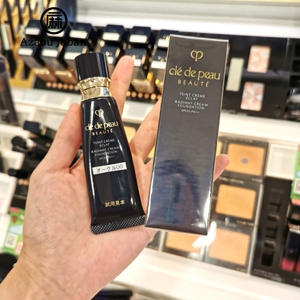 clé de peau
BEAUTÉ
TEINT CRÈME
ÉCLAT
RADIANT CREAM
FOUNDATION
オークル00
試用見本
clé de peau
BEAUTÉ
TEINT CRÈME
ÉCLAT
RADIANT CREAM
FOUNDATION